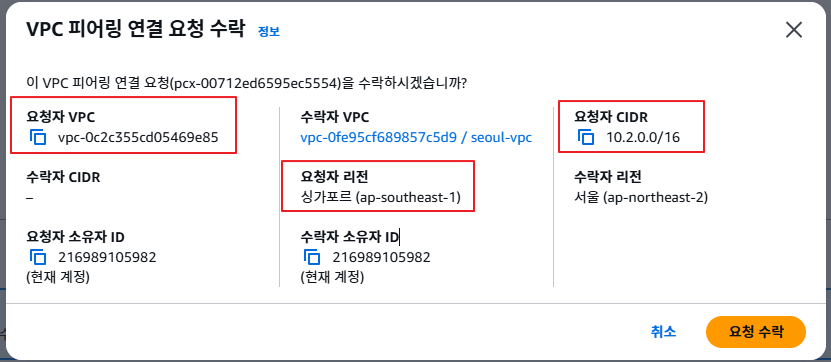 VPC 피어링 연결 요청 수락 정보
이 VPC 피어링 연결 요청(pcx-00712ed6595ec5554)을 수락하시겠습니까?
요청자 VPC
vpc-0c2c355cd05469e85
수락자 VPC
vpc-0fe95cf689857c5d9 / seoul-vpc
요청자 CIDR
10.2.0.0/16
수락자 CIDR
–
요청자 리전
싱가포르 (ap-southeast-1)
수락자 리전
서울 (ap-northeast-2)
요청자 소유자 ID
216989105982
(현재 계정)
수락자 소유자 ID
216989105982
(현재 계정)
취소
요청 수락